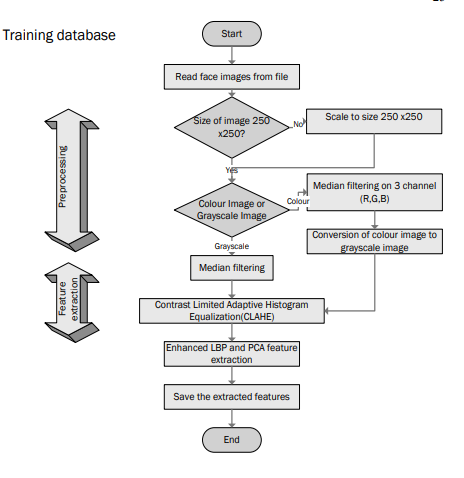 Training database
Start
Read face images from file
Size of image 250
x250?
No
Scale to size 250 x250
Yes
Colour Image or
Grayscale Image
Colour
Median filtering on 3 channel
(R,G,B)
Conversion of colour image to
grayscale image
Grayscale
Median filtering
Contrast Limited Adaptive Histogram
Equalization(CLAHE)
Enhanced LBP and PCA feature
extraction
Save the extracted features
End
Preprocessing
Feature
extraction